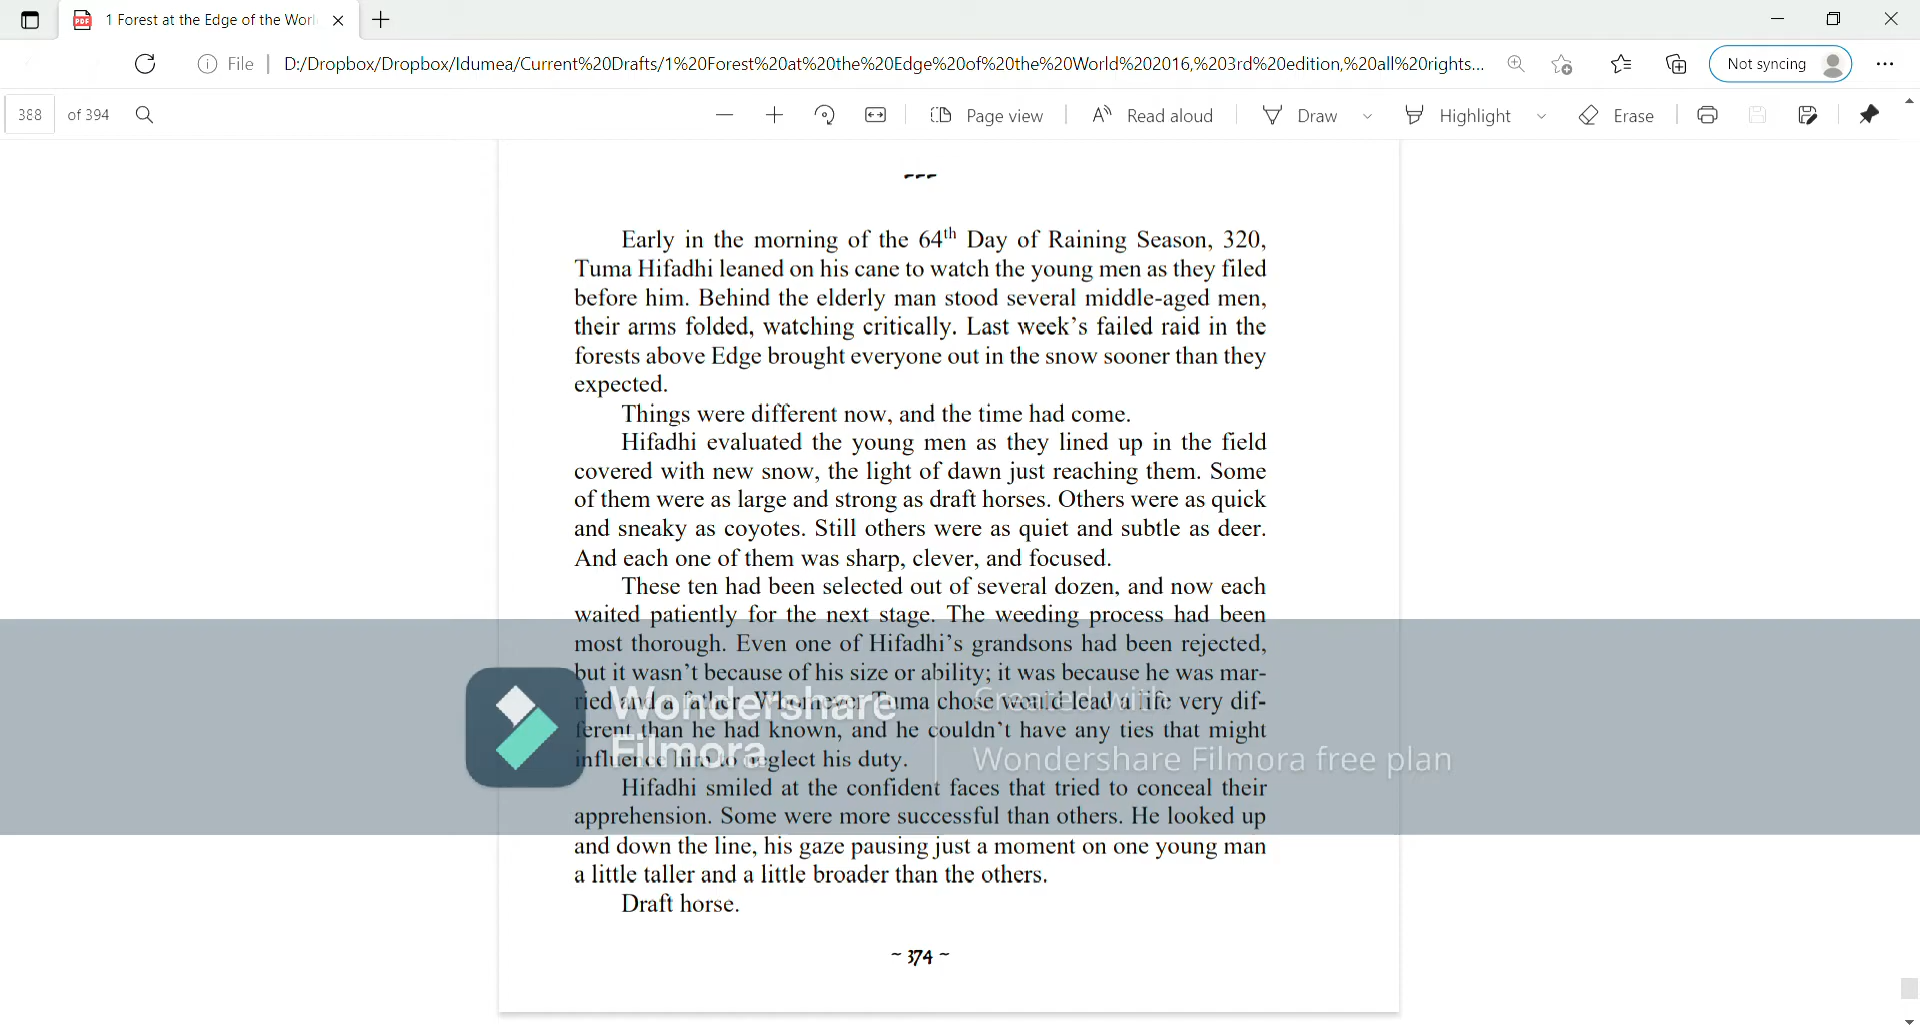 1 Forest at the Edge of the Worl
File
D:/Dropbox/Dropbox/Idumea/Current%20Drafts/1%20Forest%20at%20the%20Edge%20of%20the%20World%202016,%203rd%20edition,%20all%20rights...
Not syncing
388 of 394
Page view
Read aloud
Draw
Highlight
Erase
---
Early in the morning of the 64th Day of Raining Season, 320,
Tuma Hifadhi leaned on his cane to watch the young men as they filed
before him. Behind the elderly man stood several middle-aged men,
their arms folded, watching critically. Last week's failed raid in the
forests above Edge brought everyone out in the snow sooner than they
expected.
Things were different now, and the time had come.
Hifadhi evaluated the young men as they lined up in the field
covered with new snow, the light of dawn just reaching them. Some
of them were as large and strong as draft horses. Others were as quick
and sneaky as coyotes. Still others were as quiet and subtle as deer.
And each one of them was sharp, clever, and focused.
These ten had been selected out of several dozen, and now each
waited patiently for the next stage. The weeding process had been
most thorough. Even one of Hifadhi's grandsons had been rejected,
but it wasn't because of his size or ability; it was because he was mar-
ried and a father. Whomever Tuma chose would lead a life very dif-
ferent than he had known, and he couldn't have any ties that might
influence him to neglect his duty.
Hifadhi smiled at the confident faces that tried to conceal their
apprehension. Some were more successful than others. He looked up
and down the line, his gaze pausing just a moment on one young man
a little taller and a little broader than the others.
Draft horse.
~ 374 ~
Wondershare
Filmora
Created with
Wondershare Filmora free plan